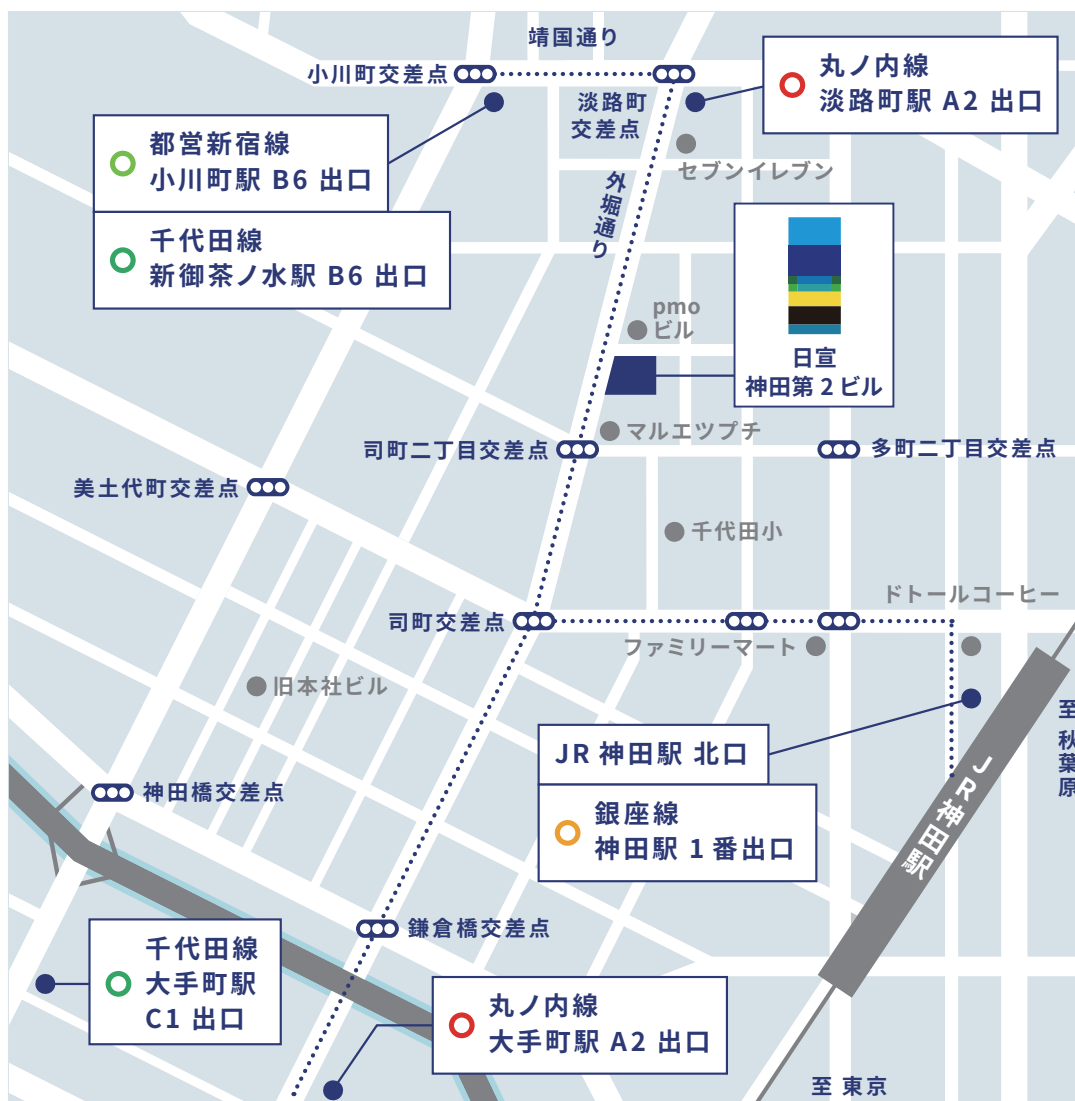 靖国通り
小川町交差点
淡路町
交差点
丸ノ内線
淡路町駅 A2 出口
都営新宿線
小川町駅 B6 出口
セブンイレブン
外堀通り
千代田線
新御茶ノ水駅 B6 出口
pmo
ビル
日宣
神田第 2 ビル
マルエツプチ
司町二丁目交差点
多町二丁目交差点
美土代町交差点
千代田小
ドトールコーヒー
司町交差点
ファミリーマート
旧本社ビル
至 秋葉原
JR 神田駅 北口
JR神田駅
神田橋交差点
銀座線
神田駅 1 番出口
鎌倉橋交差点
千代田線
大手町駅
C1 出口
丸ノ内線
大手町駅 A2 出口
至 東京